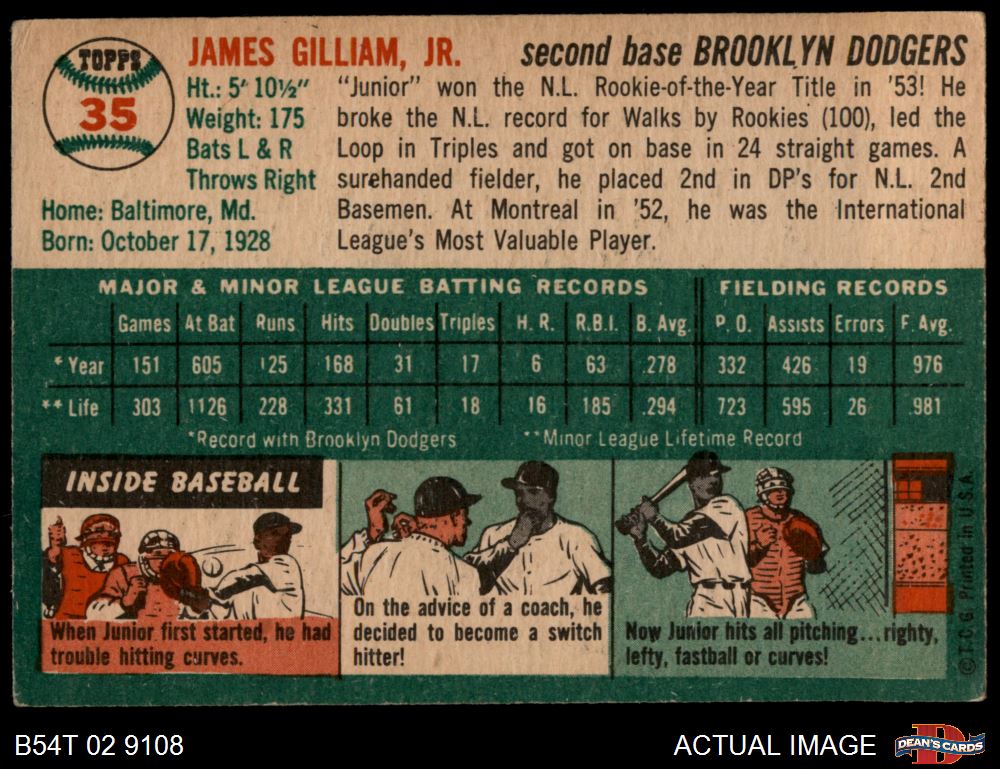 TOPPS
35
JAMES GILLIAM, JR. second base BROOKLYN DODGERS
Ht.: 5' 10½"
Weight: 175
Bats L & R
Throws Right
Home: Baltimore, Md.
Born: October 17, 1928
"Junior" won the N.L. Rookie-of-the-Year Title in '53! He
broke the N.L. record for Walks by Rookies (100), led the
Loop in Triples and got on base in 24 straight games. A
surehanded fielder, he placed 2nd in DP's for N.L. 2nd
Basemen. At Montreal in '52, he was the International
League's Most Valuable Player.
MAJOR & MINOR LEAGUE BATTING RECORDS FIELDING RECORDS
Games At Bat Runs Hits Doubles Triples H. R. R.B.I. B. Avg. P. O. Assists Errors F. Avg.
* Year 151 605 125 168 31 17 6 63 .278 332 426 19 .976
** Life 303 1126 228 331 61 18 16 185 .294 723 595 26 .981
*Record with Brooklyn Dodgers **Minor League Lifetime Record
INSIDE BASEBALL
When Junior first started, he had
trouble hitting curves.
On the advice of a coach, he
decided to become a switch
hitter!
Now Junior hits all pitching...righty,
lefty, fastball or curves!
© T.C.G. Printed in U.S.A.
B54T 02 9108
ACTUAL IMAGE
D
DEAN'S CARDS